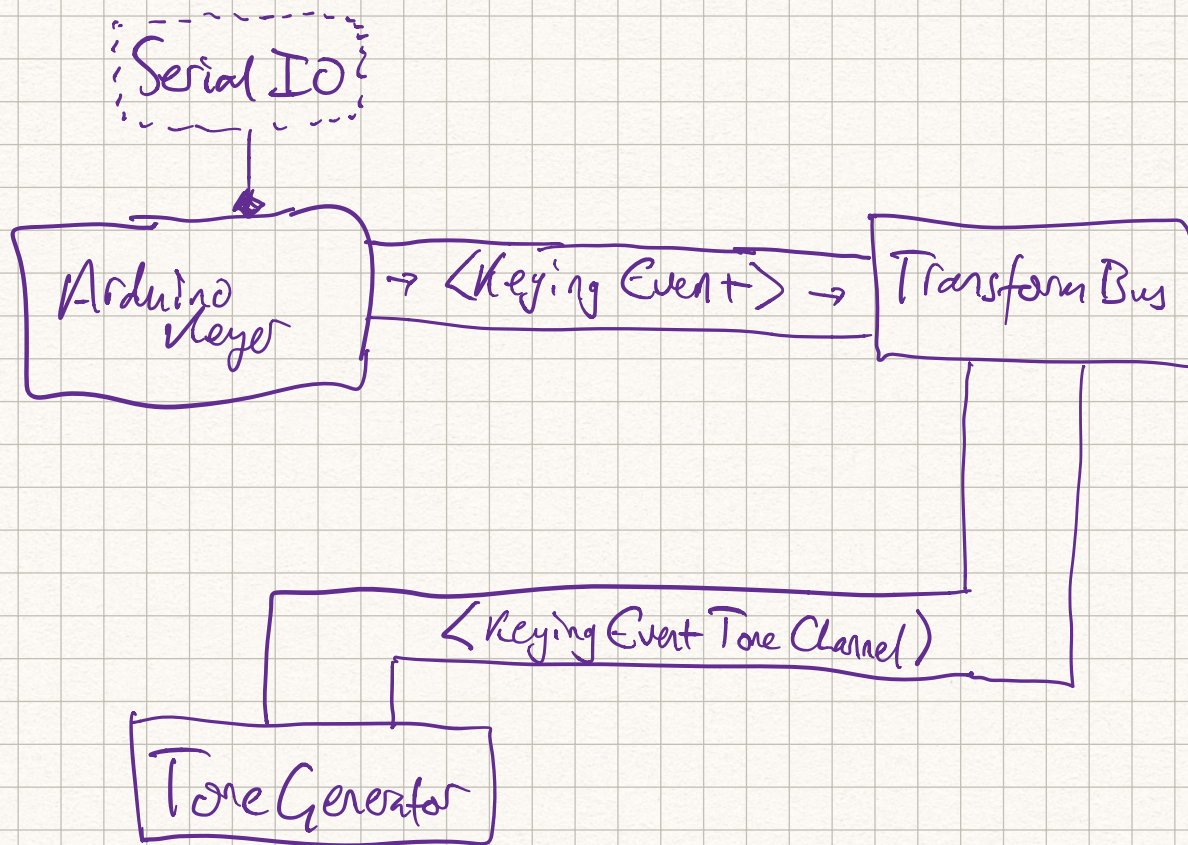 Serial IO
Arduino
Keyer
→ <Keying Event> →
Transform Bus
<Keying Event Tone Channel>
Tone Generator